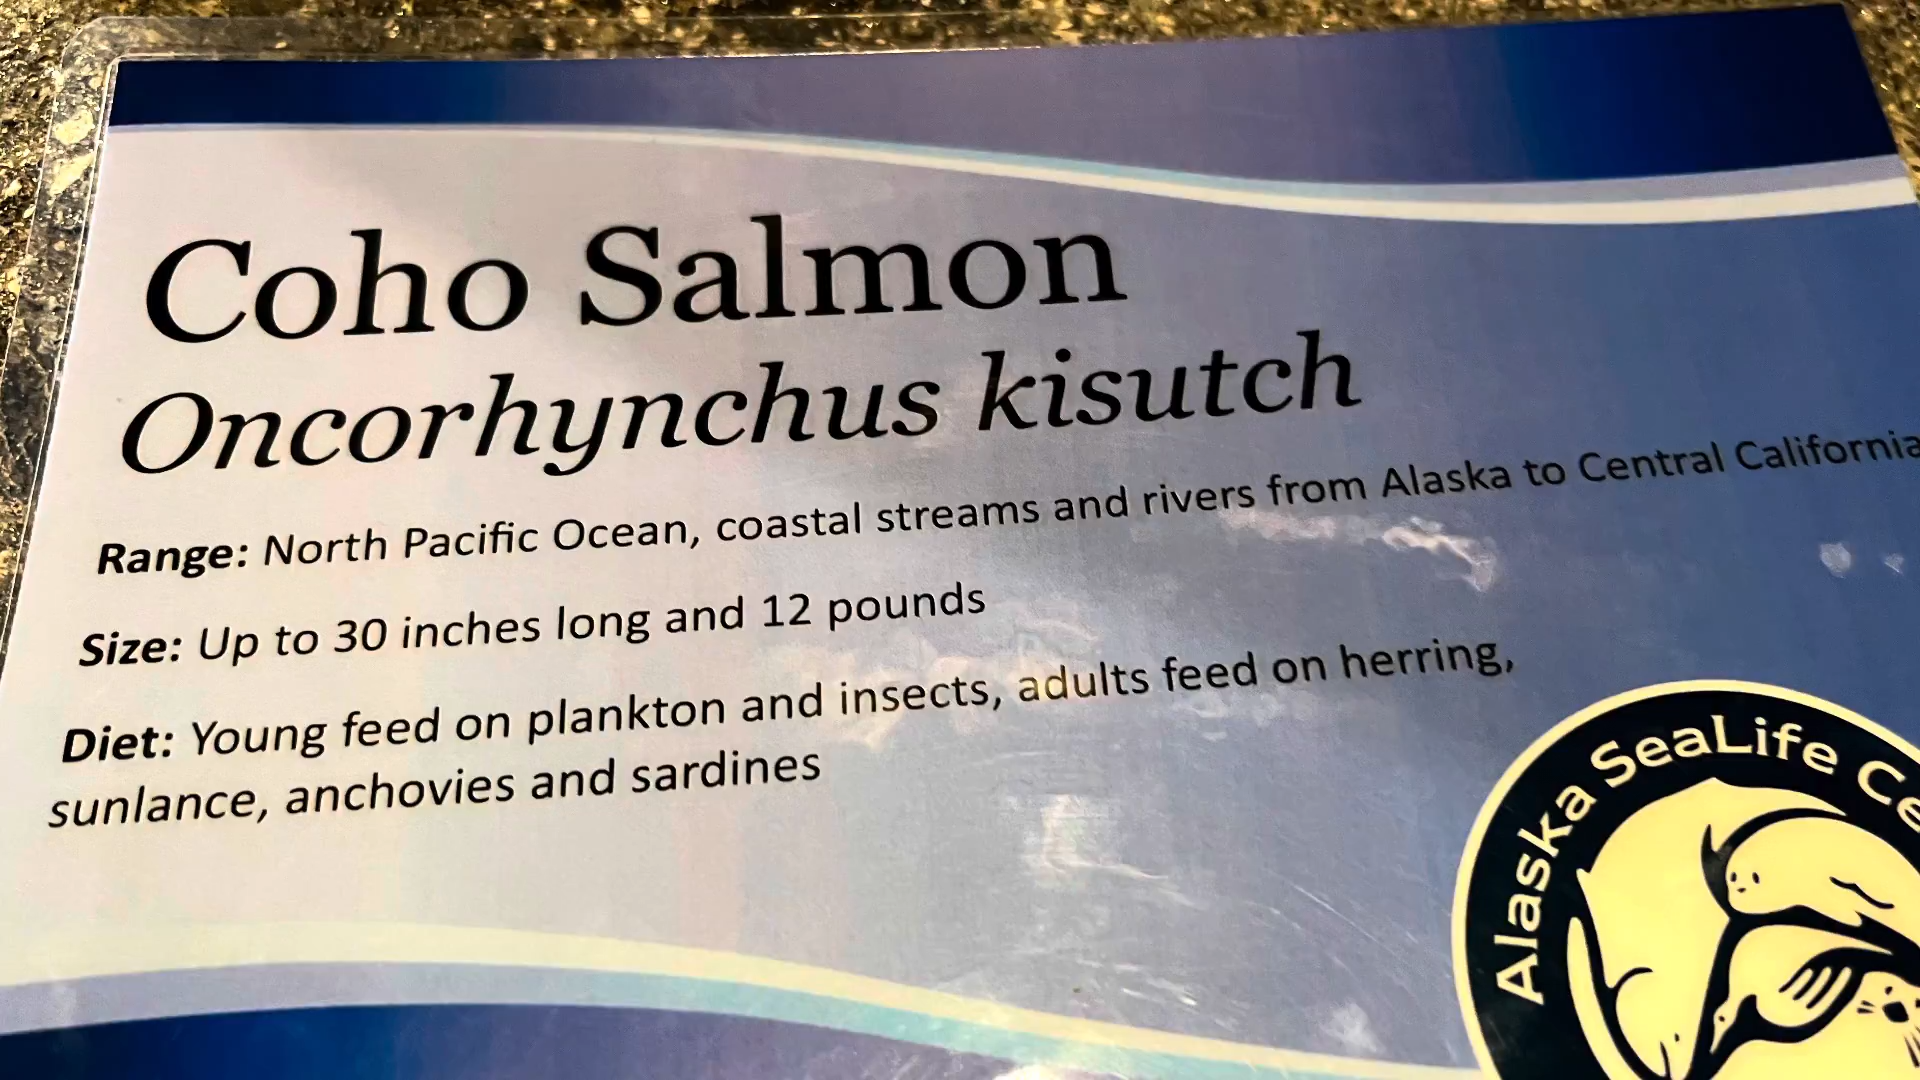 Coho Salmon
Oncorhynchus kisutch
Range: North Pacific Ocean, coastal streams and rivers from Alaska to Central California
Size: Up to 30 inches long and 12 pounds
Diet: Young feed on plankton and insects, adults feed on herring,
sunlance, anchovies and sardines
Alaska SeaLife Ce